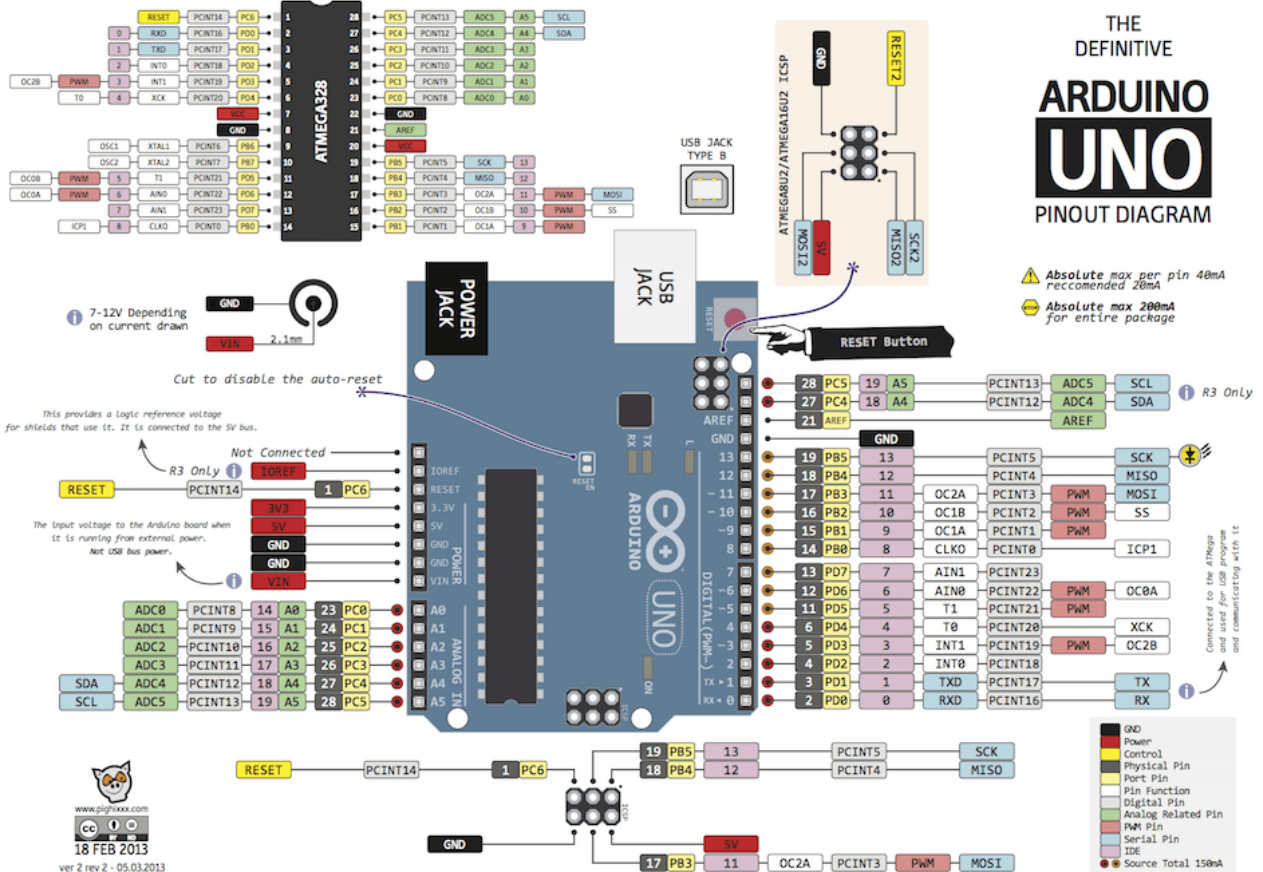 THE
DEFINITIVE
ARDUINO
UNO
PINOUT DIAGRAM
RESET PCINT14 PC6 1
0 RXD PCINT16 PD0 2
1 TXD PCINT17 PD1 3
2 INT0 PCINT18 PD2 4
OC2B PWM 3 INT1 PCINT19 PD3 5
T0 4 XCK PCINT20 PD4 6
VCC 7
GND 8
OSC1 XTAL1 PCINT6 PB6 9
OSC2 XTAL2 PCINT7 PB7 10
OC0B PWM 5 T1 PCINT21 PD5 11
OC0A PWM 6 AIN0 PCINT22 PD6 12
7 AIN1 PCINT23 PD7 13
ICP1 8 CLKO PCINT0 PB0 14
ATMEGA328
28 PC5 PCINT13 ADC5 A5 SCL
27 PC4 PCINT12 ADC4 A4 SDA
26 PC3 PCINT11 ADC3 A3
25 PC2 PCINT10 ADC2 A2
24 PC1 PCINT9 ADC1 A1
23 PC0 PCINT8 ADC0 A0
22 GND
21 AREF
20 VCC
19 PB5 PCINT5 SCK 13
18 PB4 PCINT4 MISO 12
17 PB3 PCINT3 OC2A 11 PWM MOSI
16 PB2 PCINT2 OC1B 10 PWM SS
15 PB1 PCINT1 OC1A 9 PWM
USB JACK
TYPE B
ATMEGA8U2/ATMEGA16U2 ICSP
GND
RESET2
MOSI2
5V
MISO2
SCK2
Absolute max per pin 40mA
reccomended 20mA
STOP
Absolute max 200mA
for entire package
7-12V Depending
on current drawn
GND
VIN
2.1mm
POWER
JACK
USB
JACK
RESET
RESET Button
Cut to disable the auto-reset
This provides a logic reference voltage
for shields that use it. It is connected to the 5V bus.
Not Connected
R3 Only IOREF
RESET PCINT14 1 PC6
3V3
5V
GND
GND
VIN
The input voltage to the Arduino board when
it is running from external power.
Not USB bus power.
ADC0 PCINT8 14 A0 23 PC0
ADC1 PCINT9 15 A1 24 PC1
ADC2 PCINT10 16 A2 25 PC2
ADC3 PCINT11 17 A3 26 PC3
SDA ADC4 PCINT12 18 A4 27 PC4
SCL ADC5 PCINT13 19 A5 28 PC5
IOREF
RESET
3.3V
5V
GND
GND
VIN
POWER
A0
A1
A2
A3
A4
A5
ANALOG IN
RESET
EN
RX
TX
L
ARDUINO
UNO
ON
ICSP
AREF
GND
13
12
~11
~10
~9
8
7
~6
~5
4
~3
2
TX ▸ 1
RX ◂ 0
DIGITAL (PWM~)
28 PC5 19 A5 PCINT13 ADC5 SCL
27 PC4 18 A4 PCINT12 ADC4 SDA
R3 Only
21 AREF AREF
GND
19 PB5 13 PCINT5 SCK
18 PB4 12 PCINT4 MISO
17 PB3 11 OC2A PCINT3 PWM MOSI
16 PB2 10 OC1B PCINT2 PWM SS
15 PB1 9 OC1A PCINT1 PWM
14 PB0 8 CLKO PCINT0 ICP1
13 PD7 7 AIN1 PCINT23
12 PD6 6 AIN0 PCINT22 PWM OC0A
11 PD5 5 T1 PCINT21 PWM
6 PD4 4 T0 PCINT20 XCK
5 PD3 3 INT1 PCINT19 PWM OC2B
4 PD2 2 INT0 PCINT18
3 PD1 1 TXD PCINT17 TX
2 PD0 0 RXD PCINT16 RX
Connected to the ATMega
and used for USB program
and communicating with it
19 PB5 13 PCINT5 SCK
18 PB4 12 PCINT4 MISO
RESET PCINT14 1 PC6
ICSP
GND
5V
17 PB3 11 OC2A PCINT3 PWM MOSI
GND
Power
Control
Physical Pin
Port Pin
Pin Function
Digital Pin
Analog Related Pin
PWM Pin
Serial Pin
IDE
Source Total 150mA
www.pighixxx.com
cc
BY ND
18 FEB 2013
ver 2 rev 2 - 05.03.2013